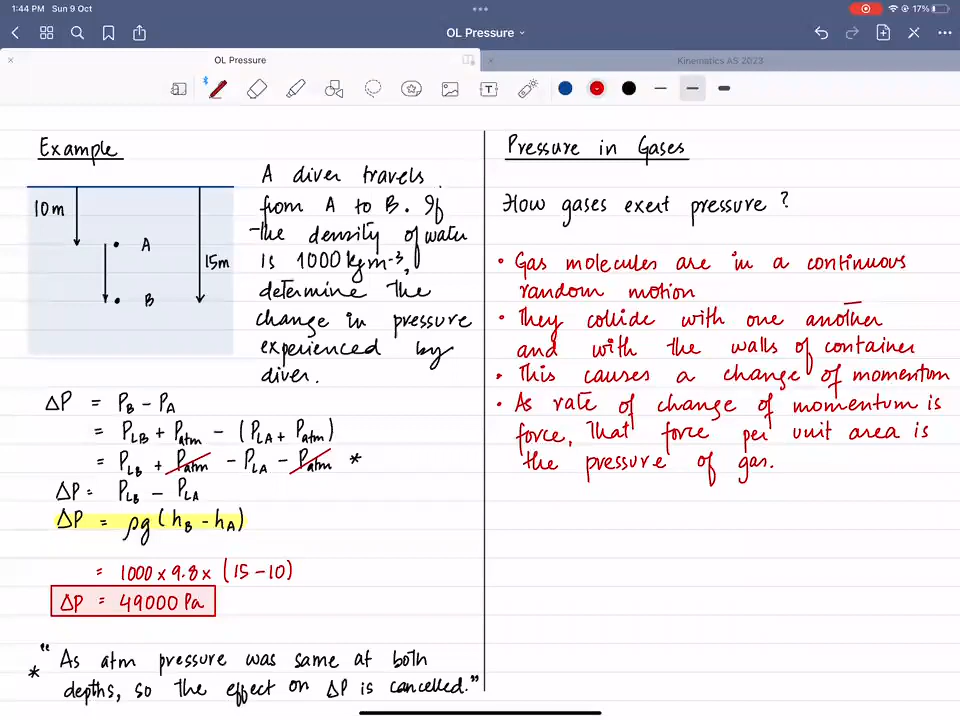 1:44 PM Sun 9 Oct
17%
OL Pressure
OL Pressure
Kinematics AS 2023
Example
10m
A
15m
B
A diver travels
from A to B. If
the density of water
is 1000 kgm⁻³,
determine the
change in pressure
experienced by
diver.
ΔP = P_B - P_A
= P_LB + P_atm - (P_LA + P_atm)
= P_LB + P_atm - P_LA - P_atm *
ΔP = P_LB - P_LA
ΔP = ρg(h_B - h_A)
= 1000 x 9.8 x (15 - 10)
ΔP = 49000 Pa
* "As atm pressure was same at both
depths, so the effect on ΔP is cancelled."
Pressure in Gases
How gases exert pressure?
• Gas molecules are in a continuous
random motion
• They collide with one another
and with the walls of container
• This causes a change of momentum
• As rate of change of momentum is
force, that force per unit area is
the pressure of gas.